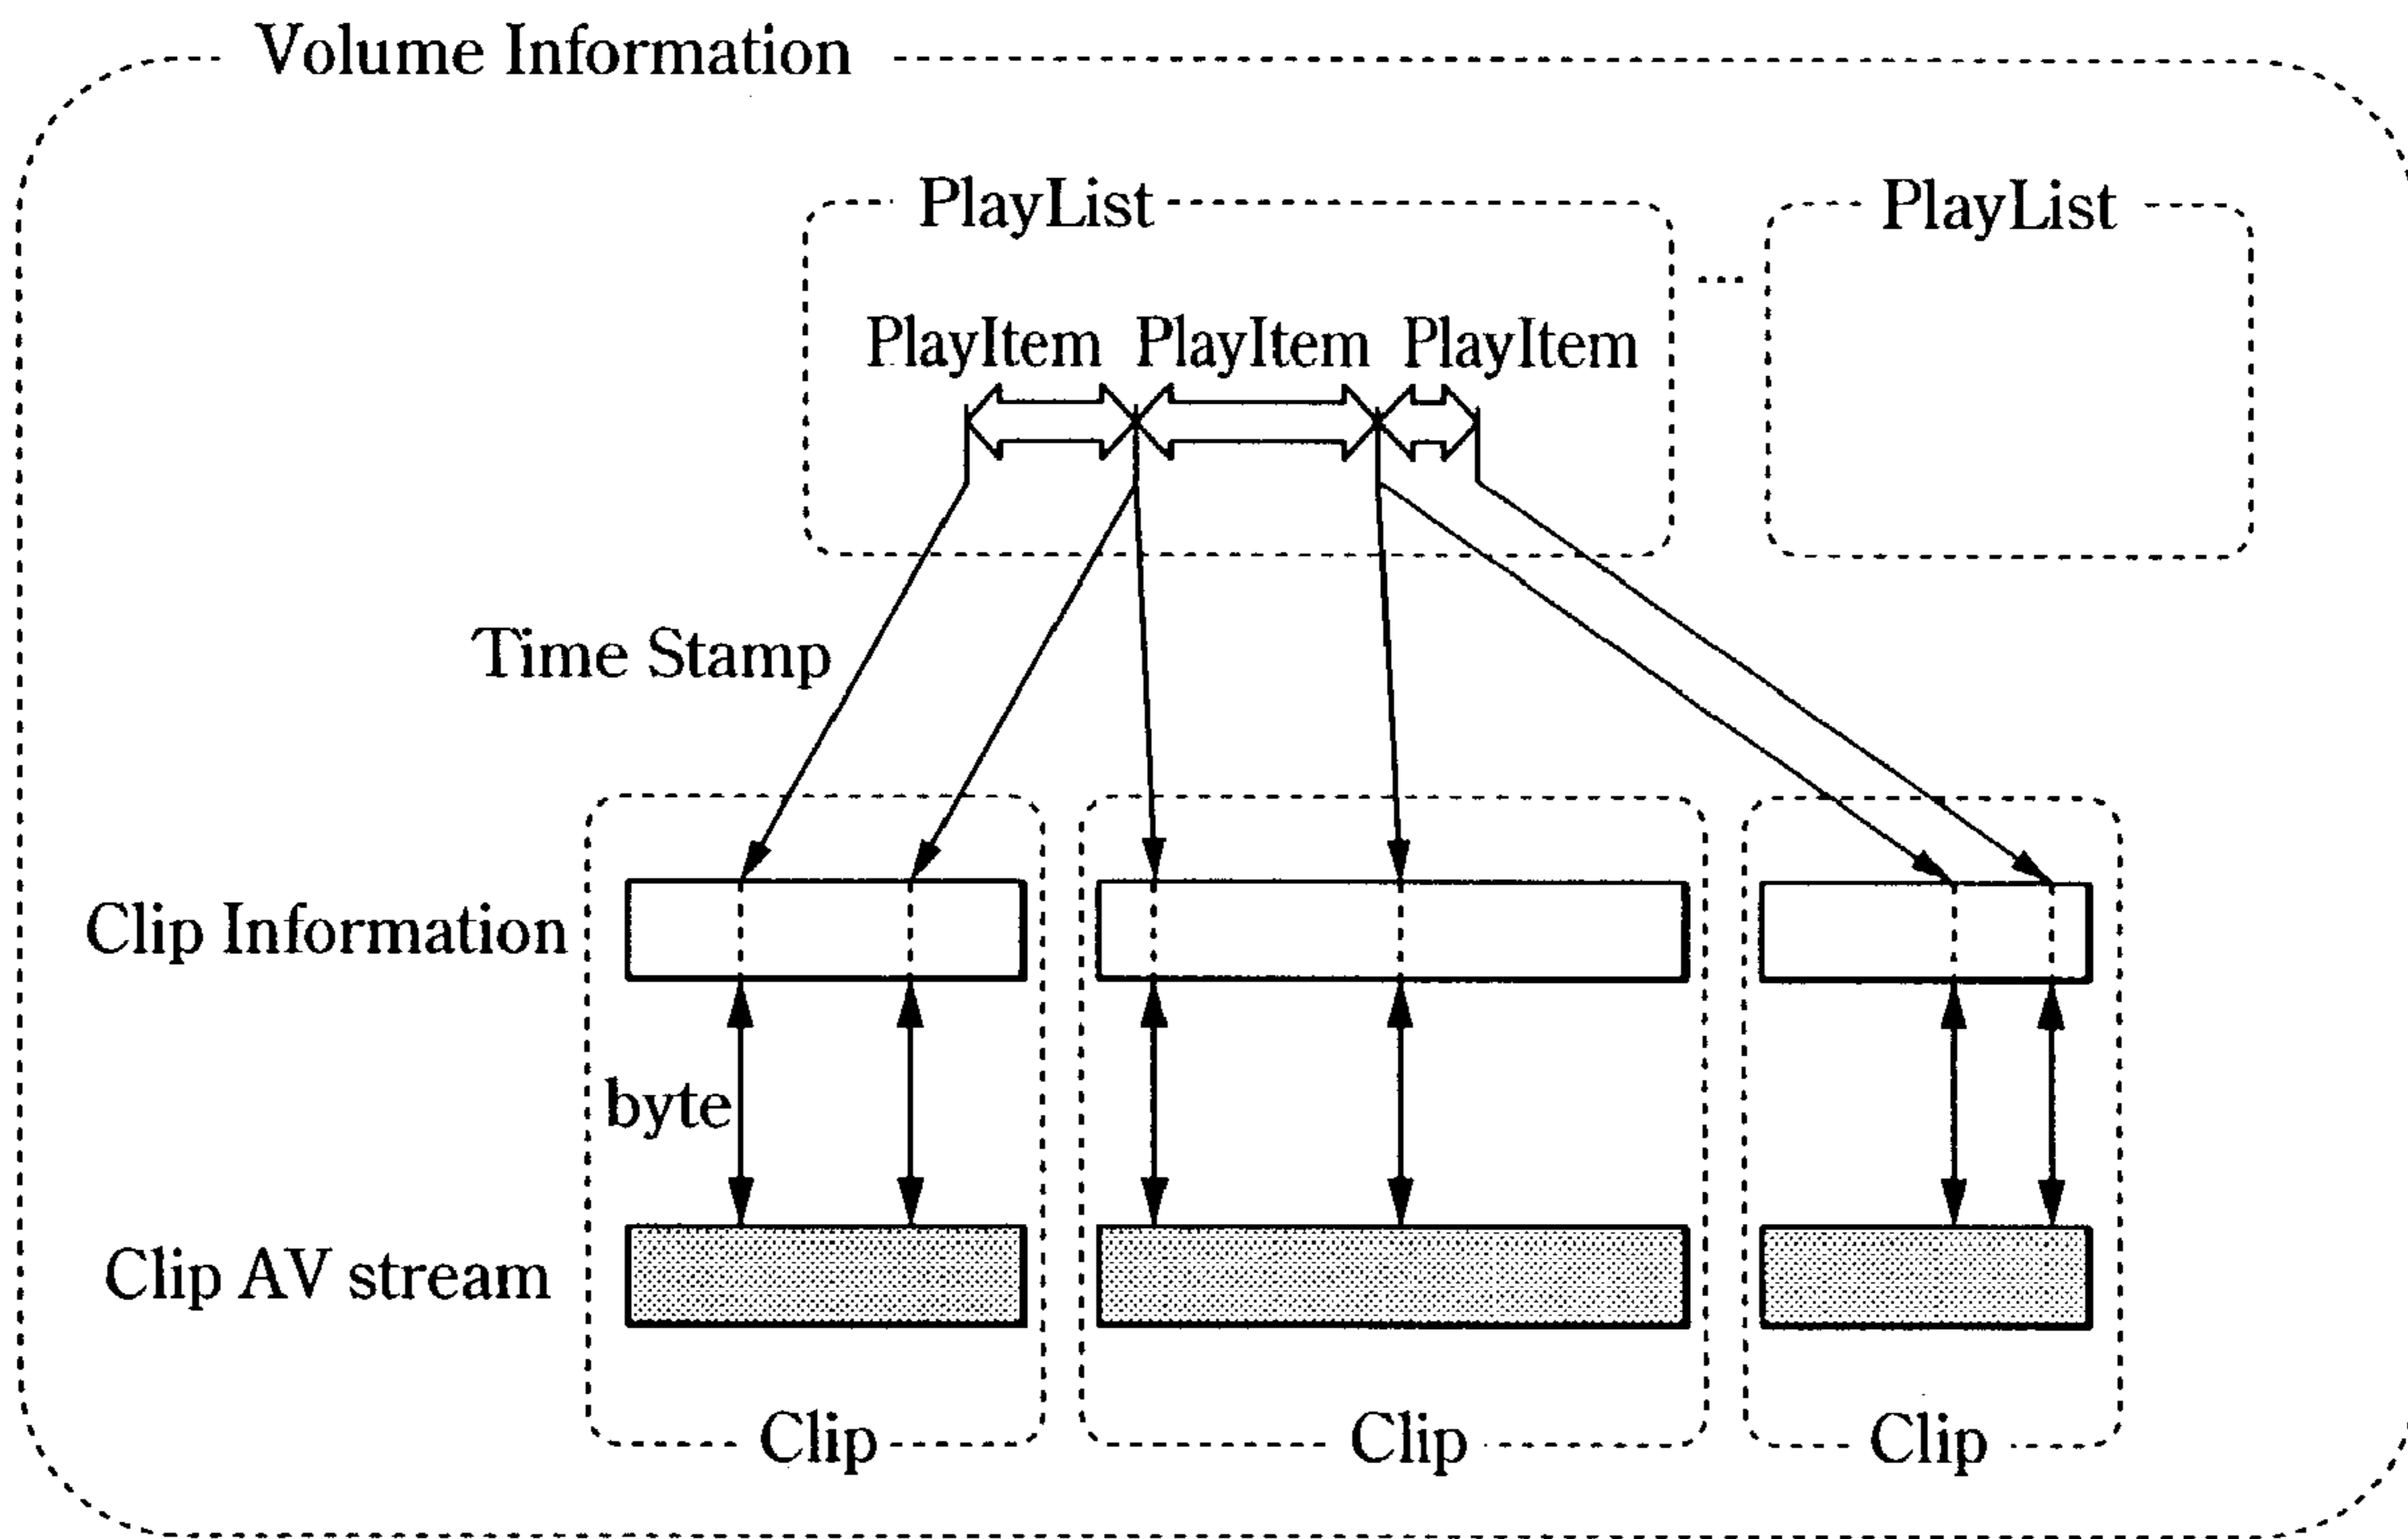 Volume Information
PlayList
PlayList
...
PlayItem PlayItem PlayItem
Time Stamp
Clip Information
byte
Clip AV stream
Clip
Clip
Clip